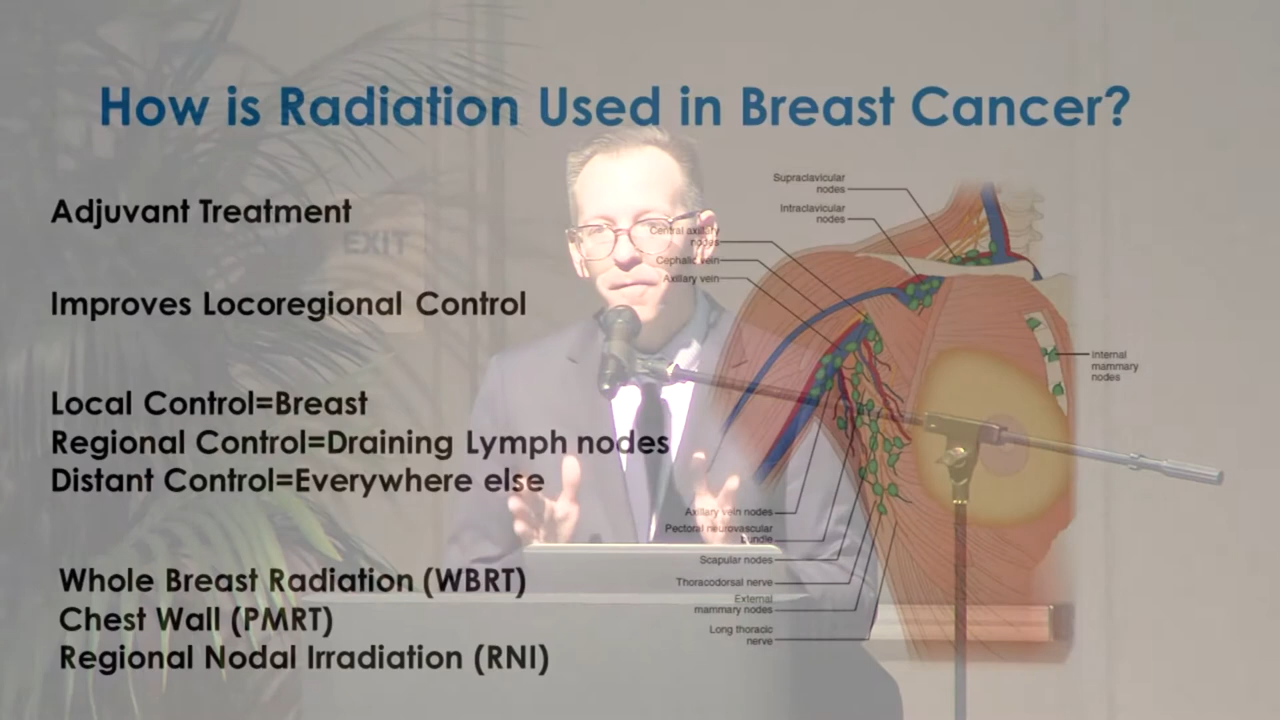 How is Radiation Used in Breast Cancer?
Adjuvant Treatment
EXIT
Improves Locoregional Control
Local Control=Breast
Regional Control=Draining Lymph nodes
Distant Control=Everywhere else
Whole Breast Radiation (WBRT)
Chest Wall (PMRT)
Regional Nodal Irradiation (RNI)
Supraclavicular
nodes
Intraclavicular
nodes
Central axillary
nodes
Cephalic vein
Axillary vein
Internal
mammary
nodes
Axillary vein nodes
Pectoral neurovascular
bundle
Scapular nodes
Thoracodorsal nerve
External
mammary nodes
Long thoracic
nerve